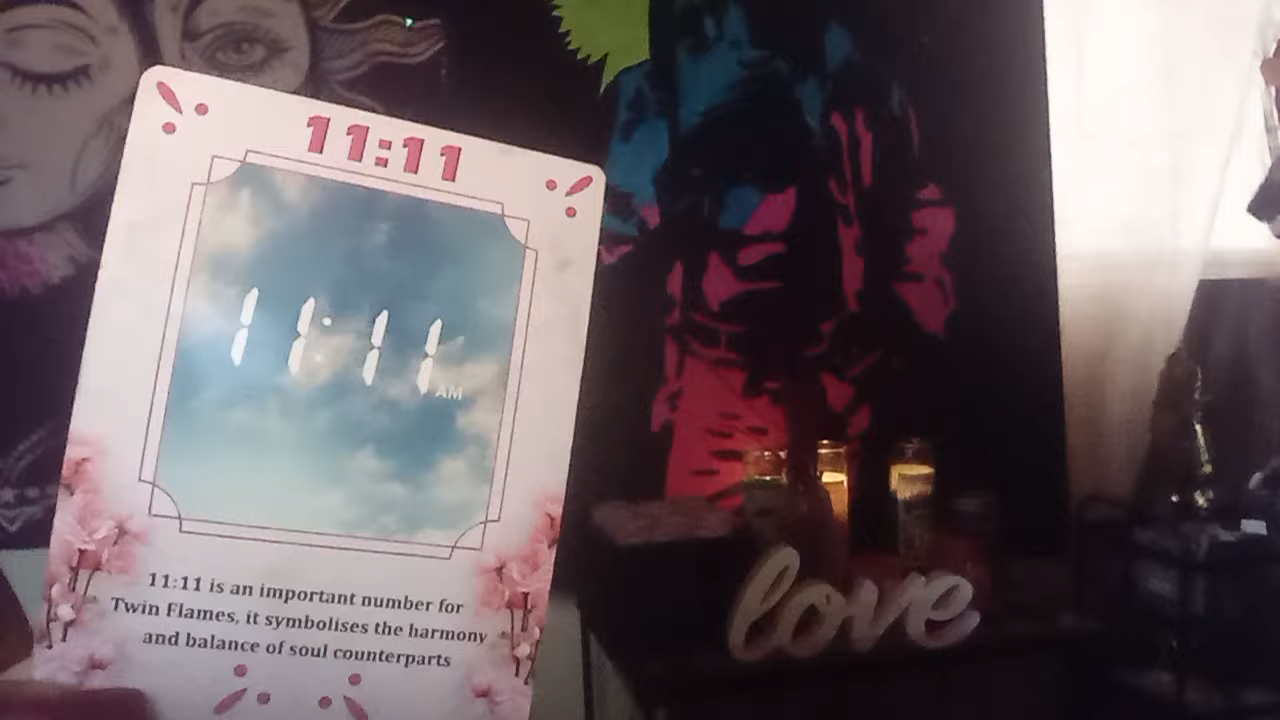 11:11
11:11 AM
11:11 is an important number for
Twin Flames, it symbolises the harmony
and balance of soul counterparts
love